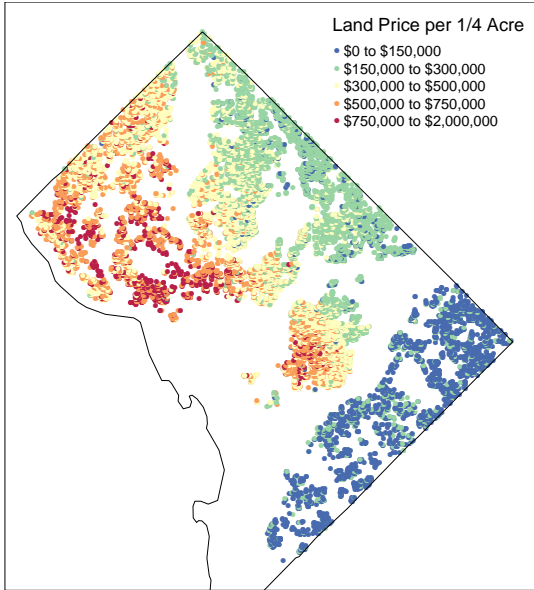 Land Price per 1/4 Acre
$0 to $150,000
$150,000 to $300,000
$300,000 to $500,000
$500,000 to $750,000
$750,000 to $2,000,000